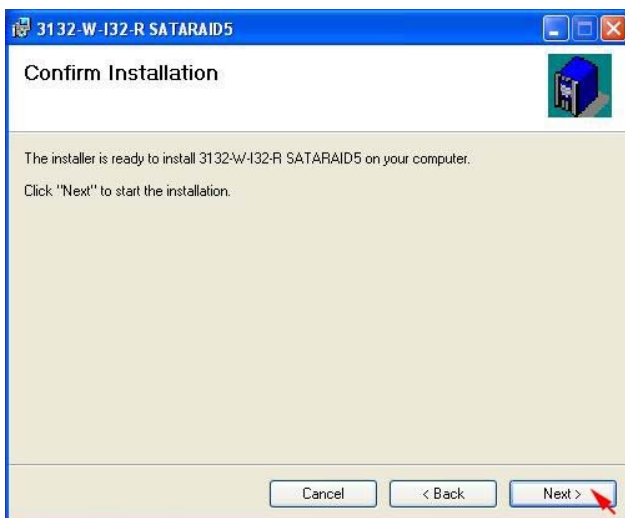 3132-W-I32-R SATARAID5
Confirm Installation
The installer is ready to install 3132-W-I32-R SATARAID5 on your computer.
Click "Next" to start the installation.
Cancel
< Back
Next >